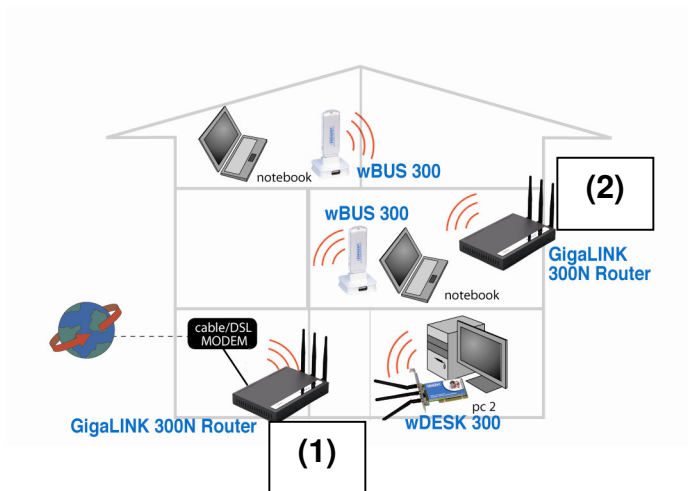 notebook
wBUS 300
(2)
wBUS 300
notebook
GigaLINK
300N Router
cable/DSL
MODEM
pc 2
GigaLINK 300N Router
wDESK 300
(1)